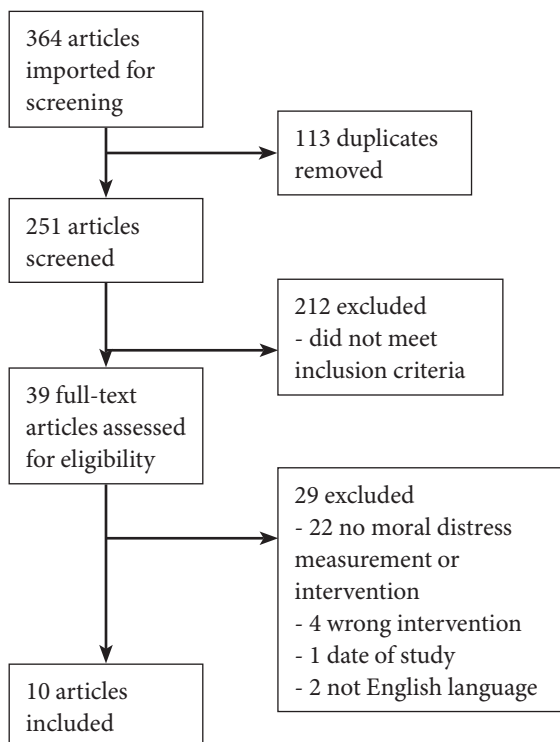 364 articles
imported for
screening
113 duplicates
removed
251 articles
screened
212 excluded
- did not meet
inclusion criteria
39 full-text
articles assessed
for eligibility
29 excluded
- 22 no moral distress
measurement or
intervention
- 4 wrong intervention
- 1 date of study
- 2 not English language
10 articles
included